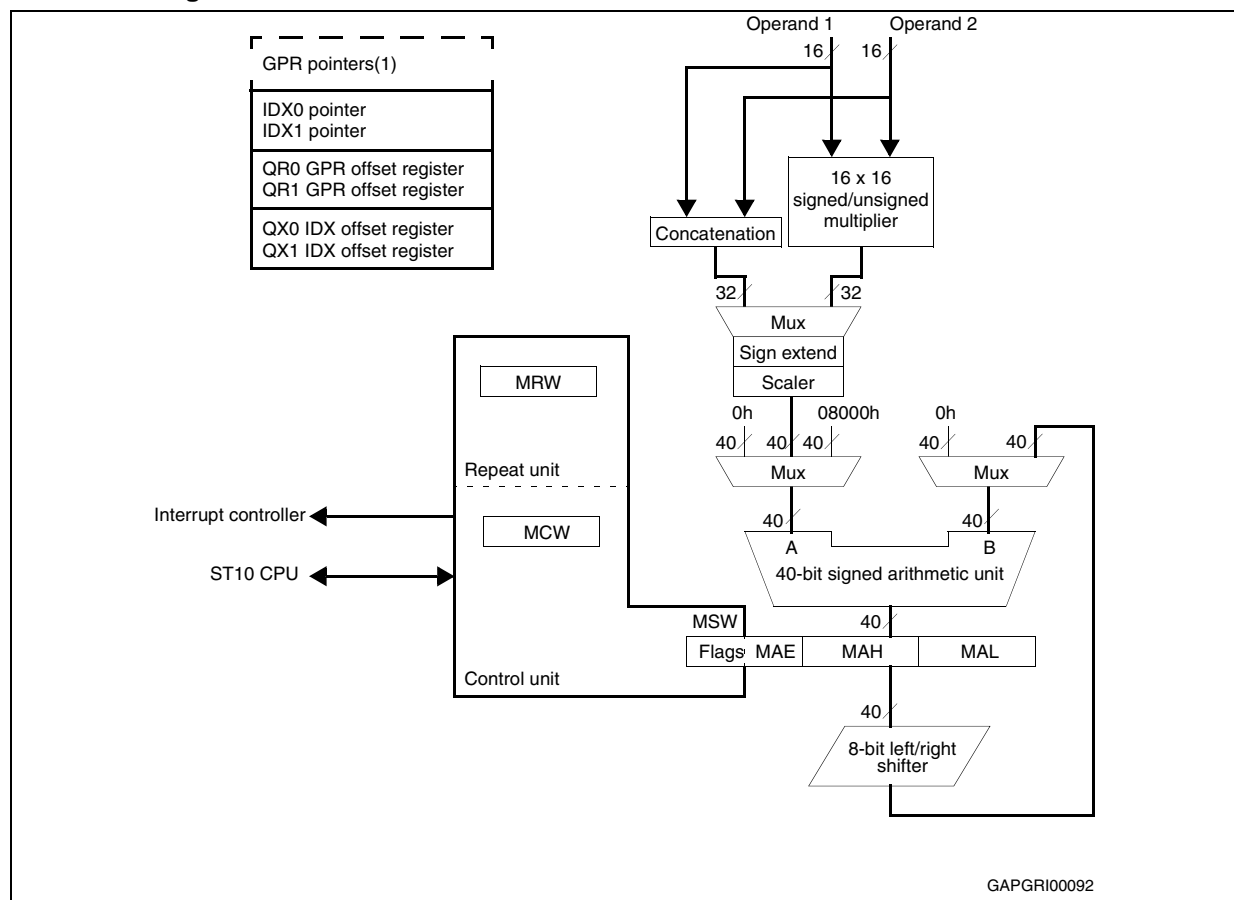 Operand 1
Operand 2
16
16
GPR pointers(1)
IDX0 pointer
IDX1 pointer
QR0 GPR offset register
QR1 GPR offset register
QX0 IDX offset register
QX1 IDX offset register
16 x 16
signed/unsigned
multiplier
Concatenation
32
32
Mux
Sign extend
Scaler
MRW
0h
08000h
0h
40
40
40
40
40
Mux
Mux
Repeat unit
Interrupt controller
MCW
40
40
A
B
40-bit signed arithmetic unit
ST10 CPU
MSW
40
Flags
MAE
MAH
MAL
Control unit
40
8-bit left/right
shifter
GAPGRI00092